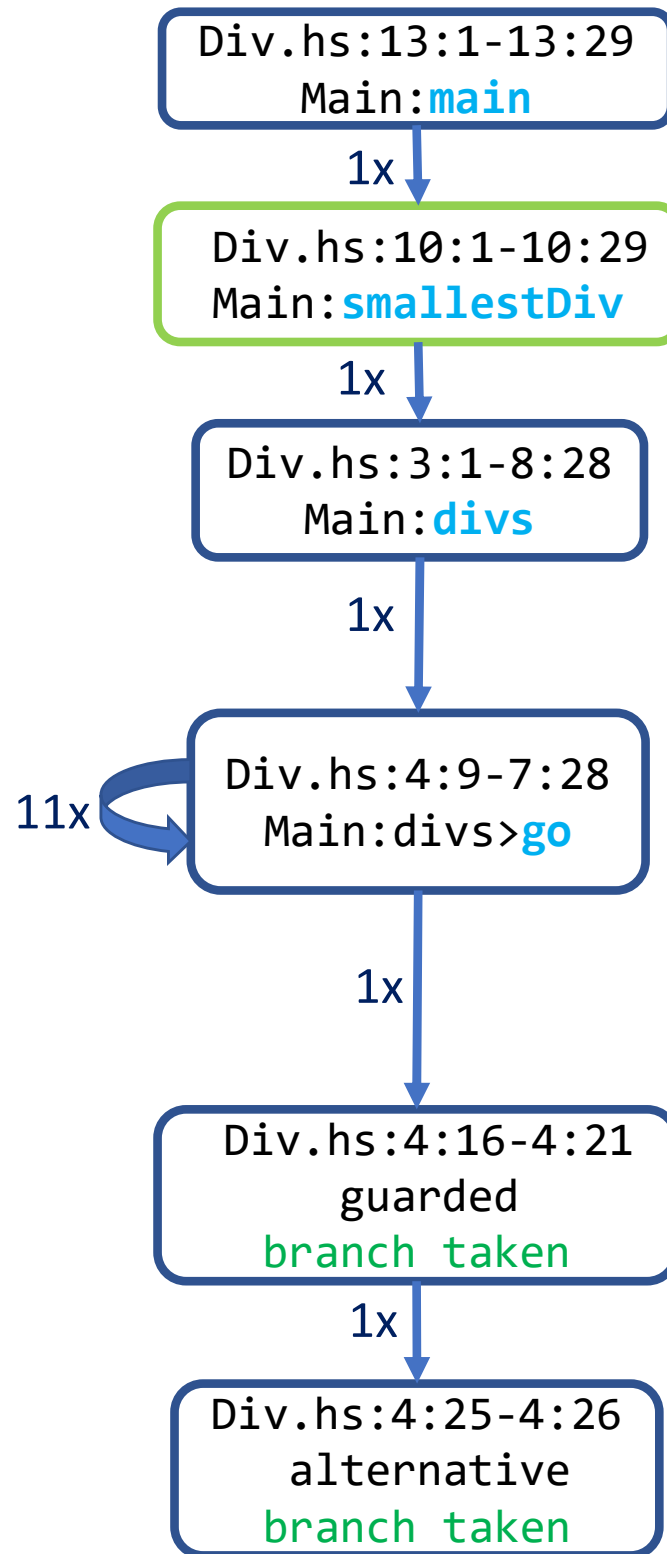 Div.hs:13:1-13:29
Main:main
1x
Div.hs:10:1-10:29
Main:smallestDiv
1x
Div.hs:3:1-8:28
Main:divs
1x
Div.hs:4:9-7:28
Main:divs>go
11x
1x
Div.hs:4:16-4:21
guarded
branch taken
1x
Div.hs:4:25-4:26
alternative
branch taken